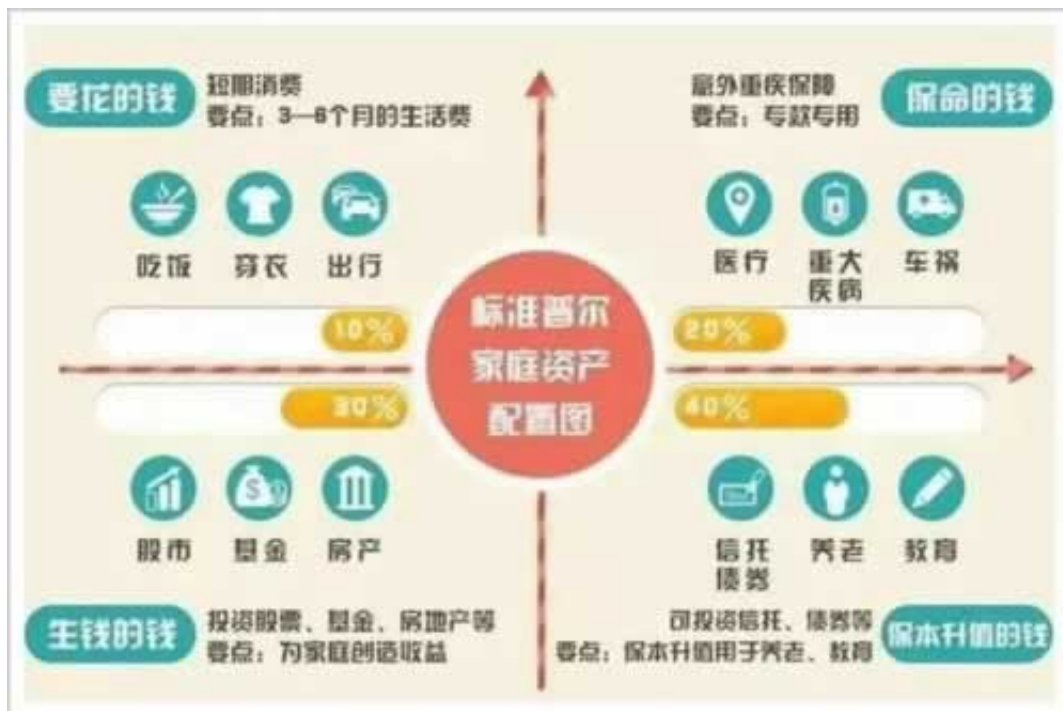 要花的钱
短期消费
要点：3—6个月的生活费
吃饭
穿衣
出行
10%
意外重疾保障
要点：专款专用
保命的钱
医疗
重大
疾病
车祸
20%
标准普尔
家庭资产
配置图
30%
股市
基金
房产
生钱的钱
投资股票、基金、房地产等
要点：为家庭创造收益
40%
信托
债券
养老
教育
可投资信托、债券等
要点：保本升值用于养老、教育
保本升值的钱